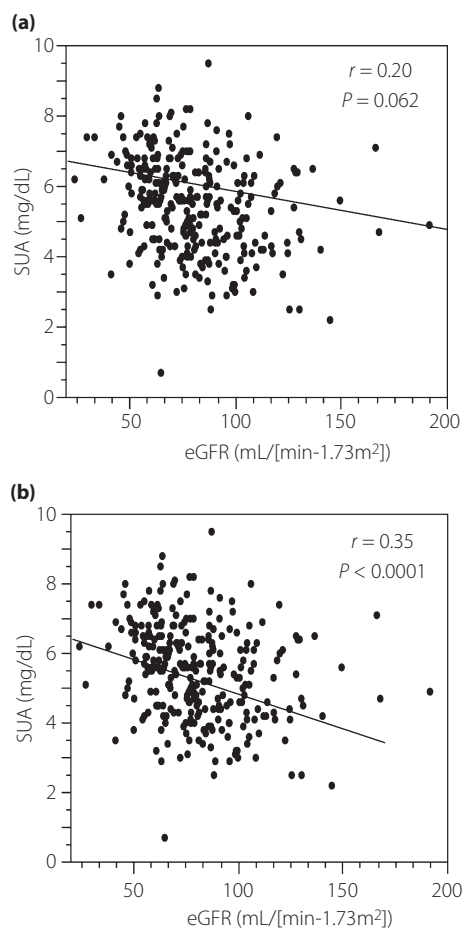 (a)
10
8
6
4
2
0
SUA (mg/dL)
r = 0.20
P = 0.062
50
100
150
200
eGFR (mL/[min-1.73m²])
(b)
10
8
6
4
2
0
SUA (mg/dL)
r = 0.35
P < 0.0001
50
100
150
200
eGFR (mL/[min-1.73m²])